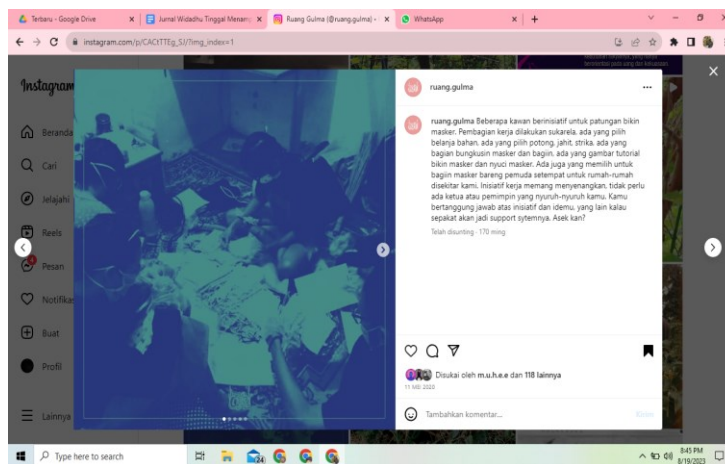 Terbaru - Google Drive
Jurnal Widadhu Tinggal Menam
Ruang Gulma (@ruang.gulma) -
WhatsApp
instagram.com/p/CACtTTEg_SJ/?img_index=1
Instagram
Beranda
Cari
Jelajahi
Reels
4
Pesan
Notifikas
Buat
Profil
Lainnya
ruang.gulma
ruang.gulma Beberapa kawan berinisiatif untuk patungan bikin
masker. Pembagian kerja dilakukan sukarela, ada yang pilih
belanja bahan, ada yang pilih potong, jahit, strika, ada yang
bagian bungkusin masker dan bagiin, ada yang gambar tutorial
bikin masker dan nyuci masker. Ada juga yang memilih untuk
bagiin masker bareng pemuda setempat untuk rumah-rumah
disekitar kami. Inisiatif kerja memang menyenangkan, tidak perlu
ada ketua atau pemimpin yang nyuruh-nyuruh kamu. Kamu
bertanggung jawab atas inisiatif dan idemu, yang lain kalau
sepakat akan jadi support sytemnya. Asek kan?
Telah disunting · 170 ming
Disukai oleh m.u.h.e.e dan 118 lainnya
11 MEI 2020
Tambahkan komentar...
Kirim
Type here to search
24
8:45 PM
8/19/2023